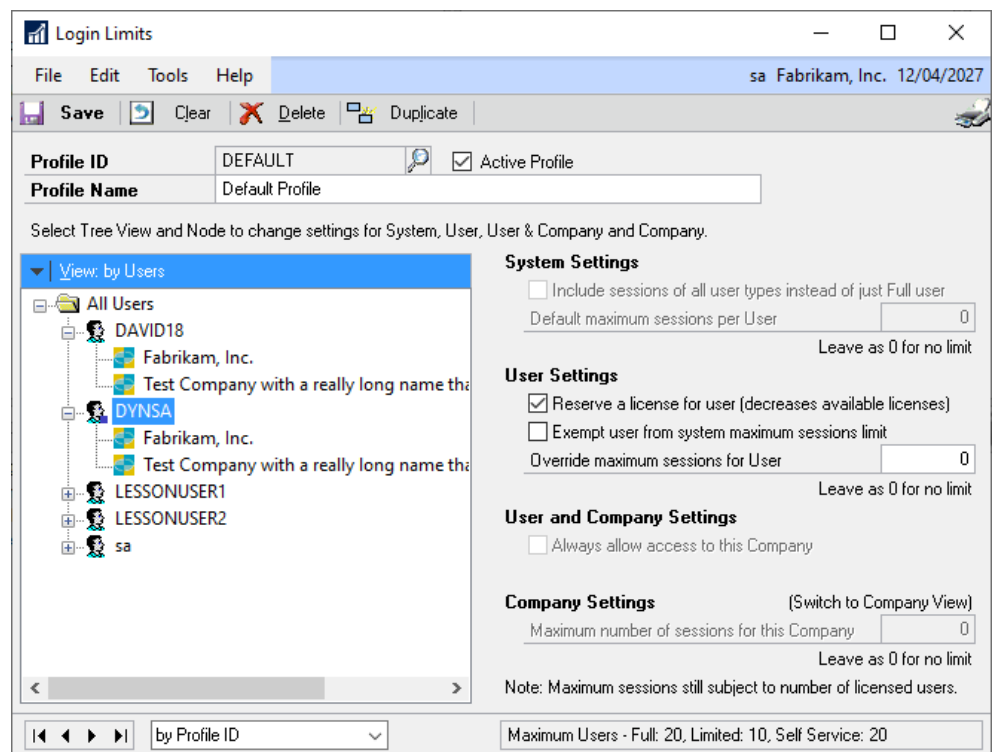 Login Limits
File Edit Tools Help sa Fabrikam, Inc. 12/04/2027
Save Clear Delete Duplicate
Profile ID DEFAULT Active Profile
Profile Name Default Profile
Select Tree View and Node to change settings for System, User, User & Company and Company.
View: by Users
All Users
DAVID18
Fabrikam, Inc.
Test Company with a really long name tha
DYNSA
Fabrikam, Inc.
Test Company with a really long name tha
LESSONUSER1
LESSONUSER2
sa
System Settings
Include sessions of all user types instead of just Full user
Default maximum sessions per User 0
Leave as 0 for no limit
User Settings
Reserve a license for user (decreases available licenses)
Exempt user from system maximum sessions limit
Override maximum sessions for User 0
Leave as 0 for no limit
User and Company Settings
Always allow access to this Company
Company Settings (Switch to Company View)
Maximum number of sessions for this Company 0
Leave as 0 for no limit
Note: Maximum sessions still subject to number of licensed users.
by Profile ID Maximum Users - Full: 20, Limited: 10, Self Service: 20